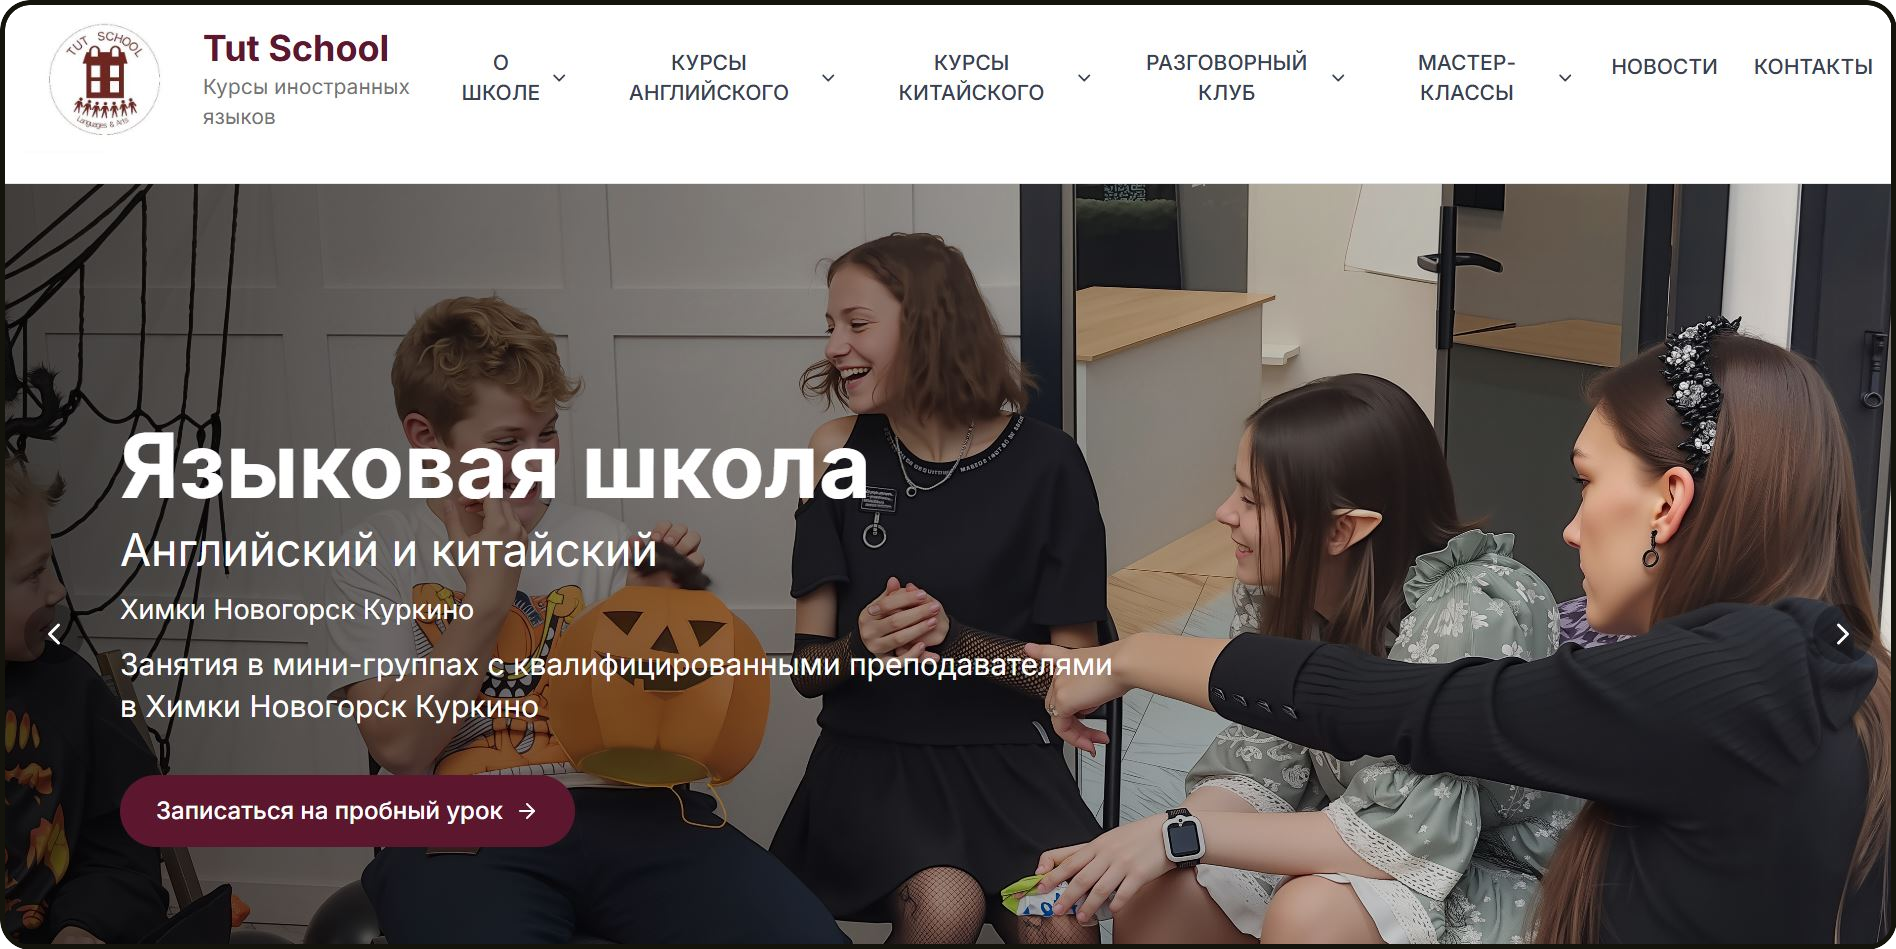 TUT SCHOOL
Languages & Arts
Tut School
Курсы иностранных
языков
О
ШКОЛЕ
КУРСЫ
АНГЛИЙСКОГО
КУРСЫ
КИТАЙСКОГО
РАЗГОВОРНЫЙ
КЛУБ
МАСТЕР-
КЛАССЫ
НОВОСТИ
КОНТАКТЫ
Языковая школа
Английский и китайский
Химки Новогорск Куркино
Занятия в мини-группах с квалифицированными преподавателями
в Химки Новогорск Куркино
Записаться на пробный урок